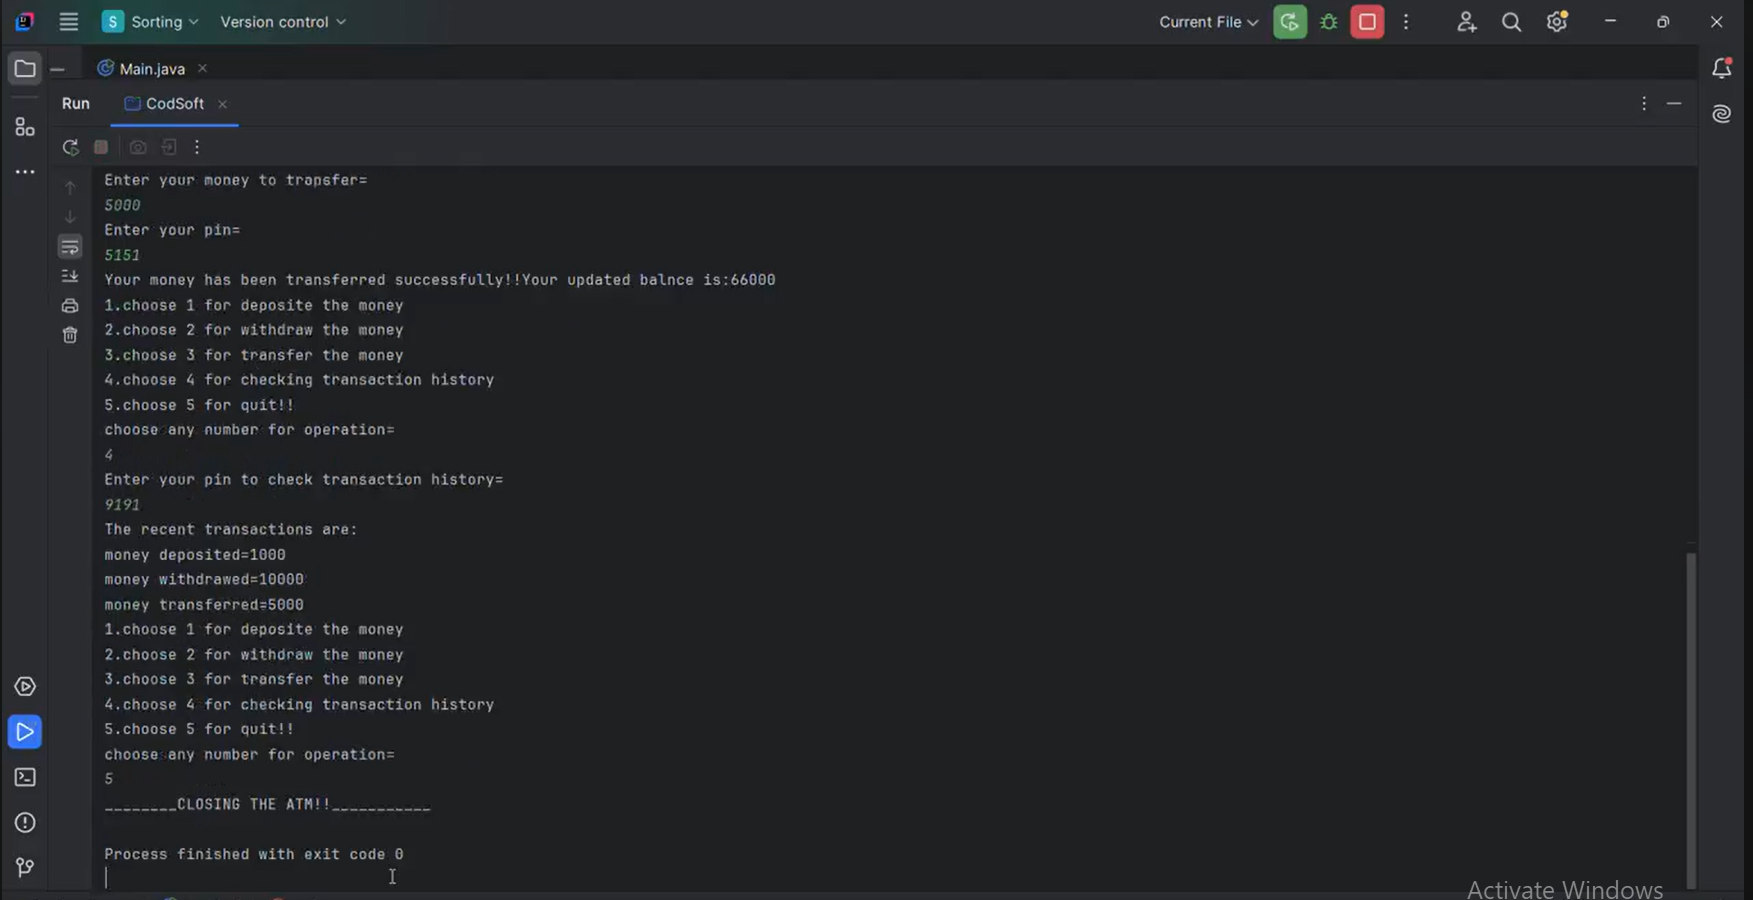 S Sorting Version control Current File
Main.java
Run CodSoft
Enter your money to transfer=
5000
Enter your pin=
5151
Your money has been transferred successfully!!Your updated balnce is:66000
1.choose 1 for deposite the money
2.choose 2 for withdraw the money
3.choose 3 for transfer the money
4.choose 4 for checking transaction history
5.choose 5 for quit!!
choose any number for operation=
4
Enter your pin to check transaction history=
9191
The recent transactions are:
money deposited=1000
money withdrawed=10000
money transferred=5000
1.choose 1 for deposite the money
2.choose 2 for withdraw the money
3.choose 3 for transfer the money
4.choose 4 for checking transaction history
5.choose 5 for quit!!
choose any number for operation=
5
________CLOSING THE ATM!!___________
Process finished with exit code 0
Activate Windows